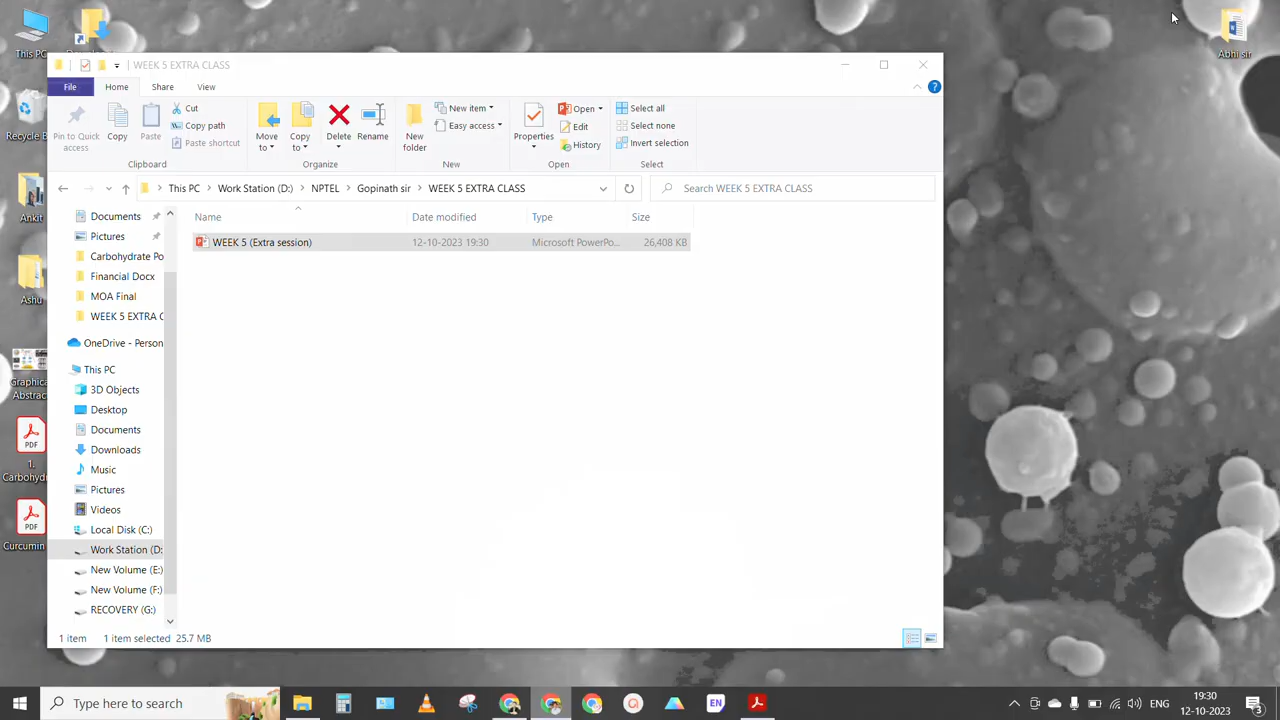 This PC
Abhi sir
WEEK 5 EXTRA CLASS
File
Home
Share
View
Recycle B
Pin to Quick
access
Copy
Paste
Cut
Copy path
Paste shortcut
Clipboard
Move
to
Copy
to
Delete
Rename
Organize
New
folder
New item
Easy access
New
Properties
Open
Edit
History
Open
Select all
Select none
Invert selection
Select
This PC > Work Station (D:) > NPTEL > Gopinath sir > WEEK 5 EXTRA CLASS
Search WEEK 5 EXTRA CLASS
Ankit
Ashu
Graphica
Abstrac
PDF
1.
Carbohyd
PDF
Curcumin
Documents
Pictures
Carbohydrate Po
Financial Docx
MOA Final
WEEK 5 EXTRA C
OneDrive - Person
This PC
3D Objects
Desktop
Documents
Downloads
Music
Pictures
Videos
Local Disk (C:)
Work Station (D:
New Volume (E:)
New Volume (F:)
RECOVERY (G:)
Name Date modified Type Size
WEEK 5 (Extra session) 12-10-2023 19:30 Microsoft PowerPo... 26,408 KB
1 item 1 item selected 25.7 MB
Type here to search
EN
ENG
19:30
12-10-2023
3